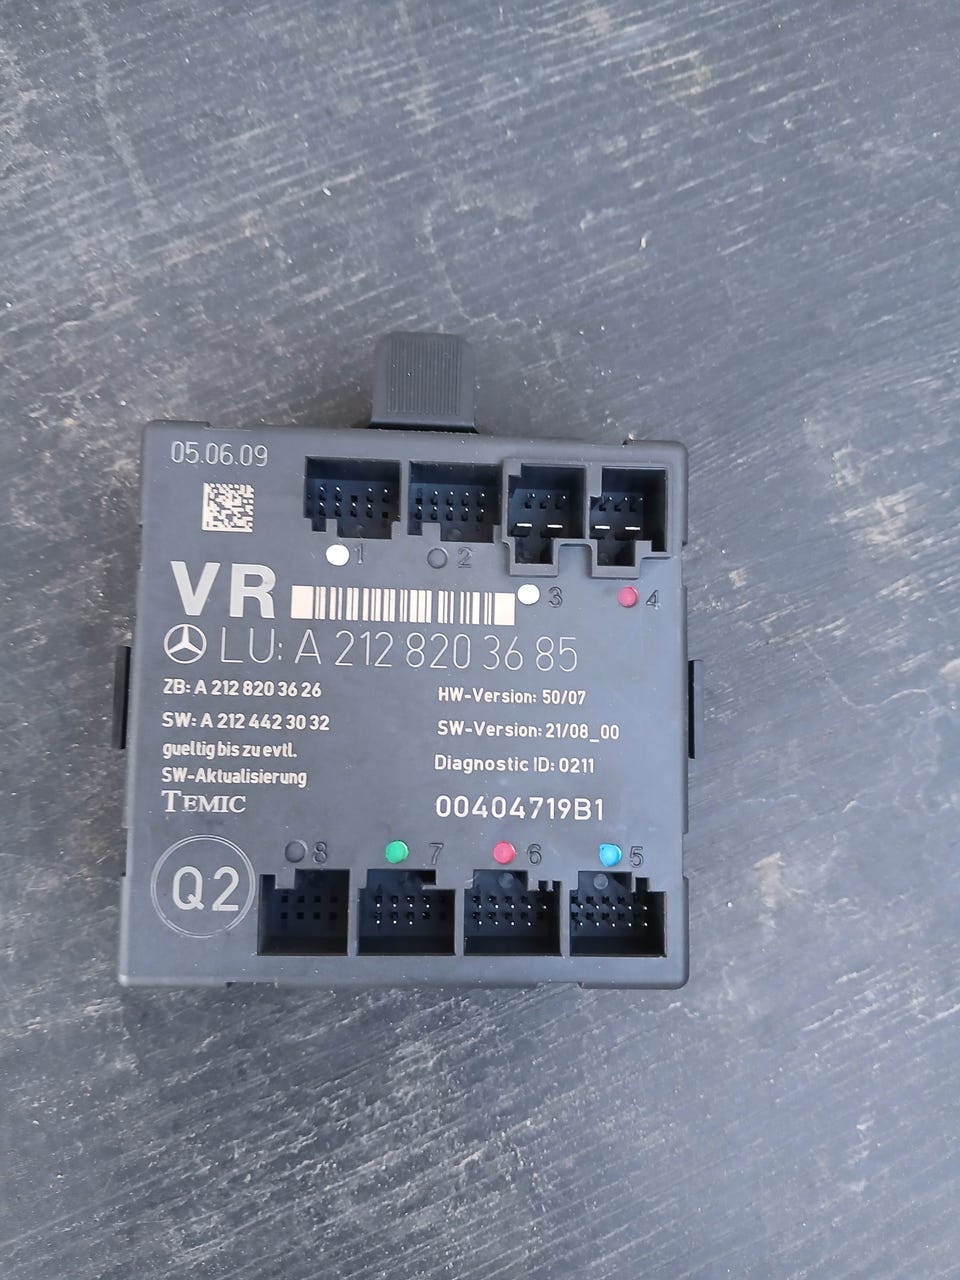 05.06.09
1
2
3
4
VR
LU: A 212 820 36 85
ZB: A 212 820 36 26
SW: A 212 442 30 32
gueltig bis zu evtl.
SW-Aktualisierung
TEMIC
HW-Version: 50/07
SW-Version: 21/08_00
Diagnostic ID: 0211
00404719B1
8
7
6
5
Q2